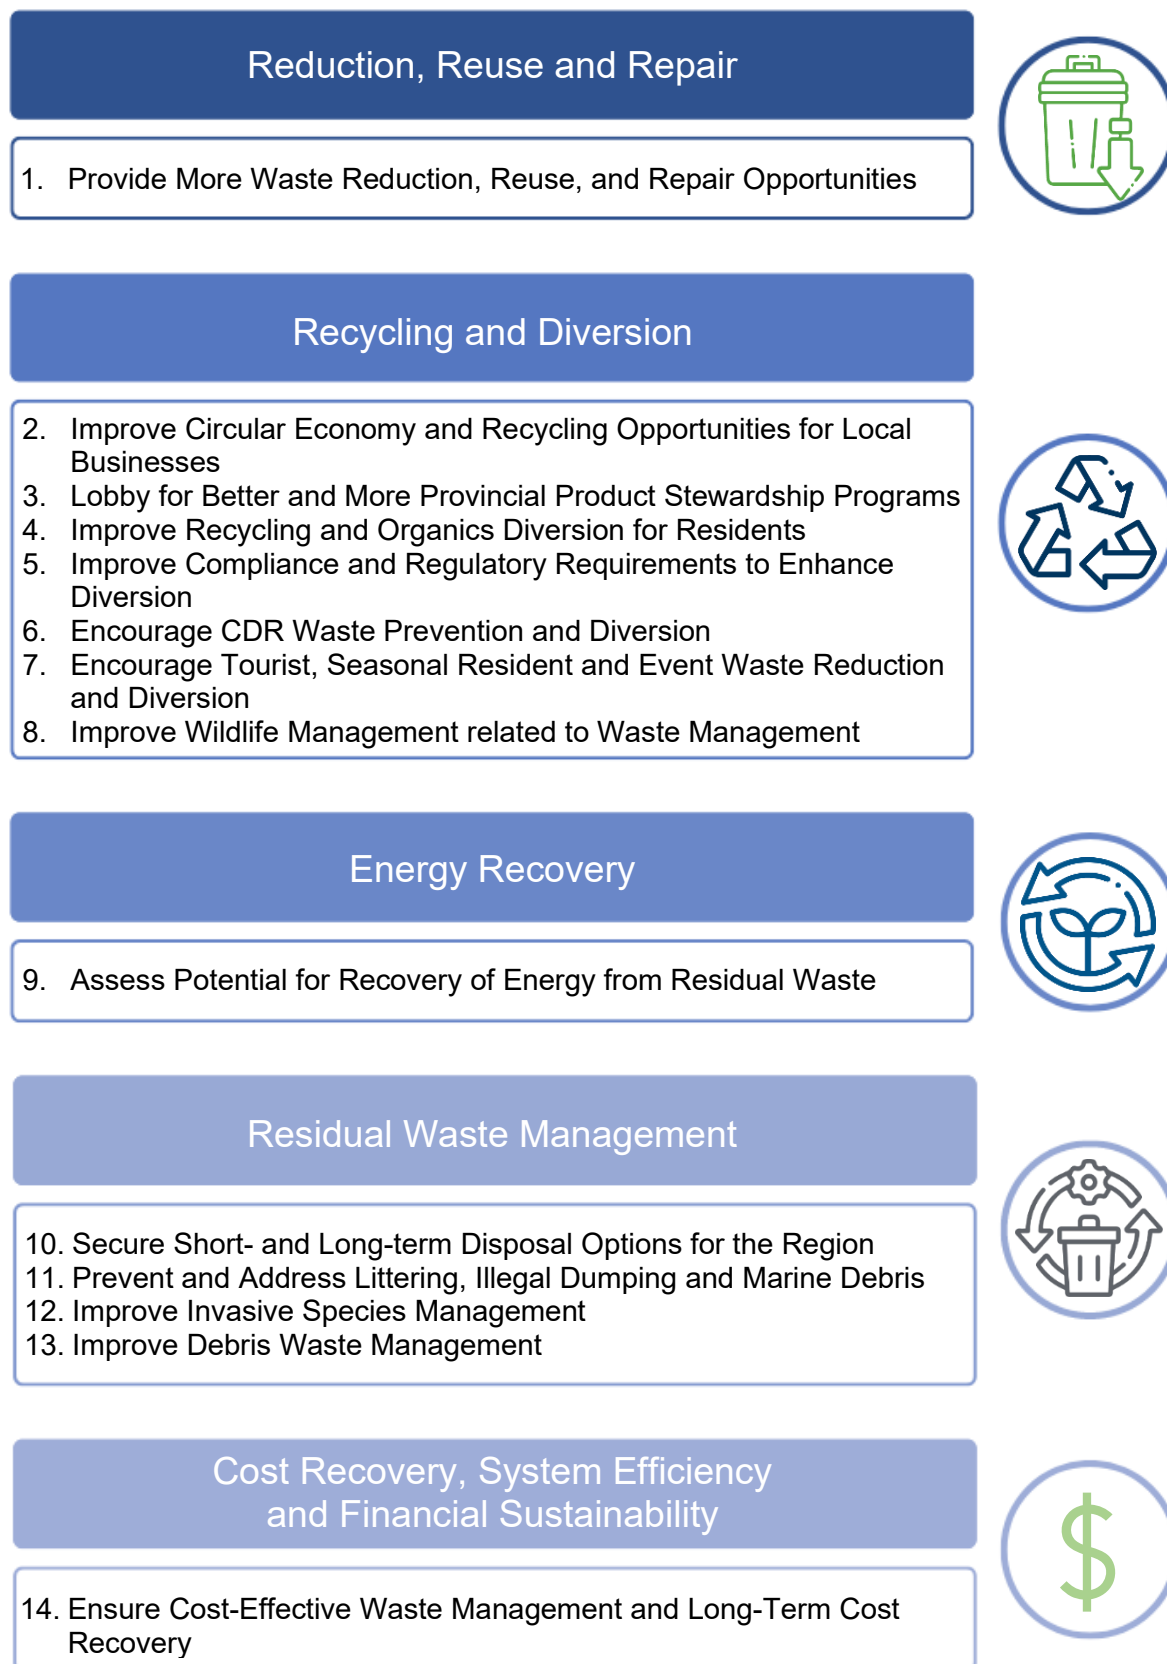 Reduction, Reuse and Repair
1. Provide More Waste Reduction, Reuse, and Repair Opportunities
Recycling and Diversion
2. Improve Circular Economy and Recycling Opportunities for Local
Businesses
3. Lobby for Better and More Provincial Product Stewardship Programs
4. Improve Recycling and Organics Diversion for Residents
5. Improve Compliance and Regulatory Requirements to Enhance
Diversion
6. Encourage CDR Waste Prevention and Diversion
7. Encourage Tourist, Seasonal Resident and Event Waste Reduction
and Diversion
8. Improve Wildlife Management related to Waste Management
Energy Recovery
9. Assess Potential for Recovery of Energy from Residual Waste
Residual Waste Management
10. Secure Short- and Long-term Disposal Options for the Region
11. Prevent and Address Littering, Illegal Dumping and Marine Debris
12. Improve Invasive Species Management
13. Improve Debris Waste Management
Cost Recovery, System Efficiency
and Financial Sustainability
14. Ensure Cost-Effective Waste Management and Long-Term Cost
Recovery
$